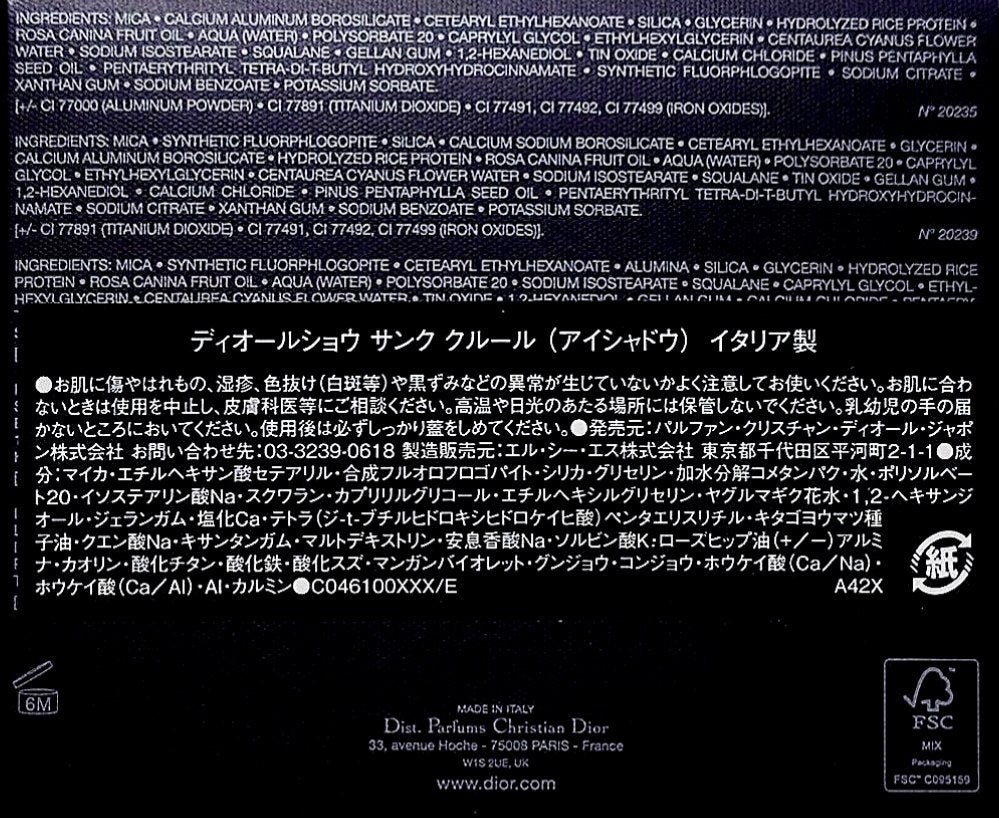 INGREDIENTS: MICA • CALCIUM ALUMINUM BOROSILICATE • CETEARYL ETHYLHEXANOATE • SILICA • GLYCERIN • HYDROLYZED RICE PROTEIN •
ROSA CANINA FRUIT OIL • AQUA (WATER) • POLYSORBATE 20 • CAPRYLYL GLYCOL • ETHYLHEXYLGLYCERIN • CENTAUREA CYANUS FLOWER
WATER • SODIUM ISOSTEARATE • SQUALANE • GELLAN GUM • 1,2-HEXANEDIOL • TIN OXIDE • CALCIUM CHLORIDE • PINUS PENTAPHYLLA
SEED OIL • PENTAERYTHRITYL TETRA-DI-T-BUTYL HYDROXYHYDROCINNAMATE • SYNTHETIC FLUORPHLOGOPITE • SODIUM CITRATE •
XANTHAN GUM • SODIUM BENZOATE • POTASSIUM SORBATE.
[+/- CI 77000 (ALUMINUM POWDER) • CI 77891 (TITANIUM DIOXIDE) • CI 77491, CI 77492, CI 77499 (IRON OXIDES)]. N° 20235
INGREDIENTS: MICA • SYNTHETIC FLUORPHLOGOPITE • SILICA • CALCIUM SODIUM BOROSILICATE • CETEARYL ETHYLHEXANOATE • GLYCERIN •
CALCIUM ALUMINUM BOROSILICATE • HYDROLYZED RICE PROTEIN • ROSA CANINA FRUIT OIL • AQUA (WATER) • POLYSORBATE 20 • CAPRYLYL
GLYCOL • ETHYLHEXYLGLYCERIN • CENTAUREA CYANUS FLOWER WATER • SODIUM ISOSTEARATE • SQUALANE • TIN OXIDE • GELLAN GUM •
1,2-HEXANEDIOL • CALCIUM CHLORIDE • PINUS PENTAPHYLLA SEED OIL • PENTAERYTHRITYL TETRA-DI-T-BUTYL HYDROXYHYDROCIN-
NAMATE • SODIUM CITRATE • XANTHAN GUM • SODIUM BENZOATE • POTASSIUM SORBATE.
[+/- CI 77891 (TITANIUM DIOXIDE) • CI 77491, CI 77492, CI 77499 (IRON OXIDES)]. N° 20239
INGREDIENTS: MICA • SYNTHETIC FLUORPHLOGOPITE • CETEARYL ETHYLHEXANOATE • ALUMINA • SILICA • GLYCERIN • HYDROLYZED RICE
PROTEIN • ROSA CANINA FRUIT OIL • AQUA (WATER) • POLYSORBATE 20 • SODIUM ISOSTEARATE • SQUALANE • CAPRYLYL GLYCOL • ETHYL-
HEXYLGLYCERIN • CENTAUREA CYANUS FLOWER WATER • TIN OXIDE • 1,2-HEXANEDIOL • GELLAN GUM • CALCIUM CHLORIDE •
ディオールショウ サンク クルール（アイシャドウ） イタリア製
●お肌に傷やはれもの、湿疹、色抜け（白斑等）や黒ずみなどの異常が生じていないかよく注意してお使いください。お肌に合わ
ないときは使用を中止し、皮膚科医等にご相談ください。高温や日光のあたる場所には保管しないでください。乳幼児の手の届
かないところにおいてください。使用後は必ずしっかり蓋をしめてください。●発売元：パルファン・クリスチャン・ディオール・ジャポ
ン株式会社 お問い合わせ先：03-3239-0618 製造販売元：エル・シー・エス株式会社 東京都千代田区平河町2-1-1●成
分：マイカ・エチルヘキサン酸セテアリル・合成フルオロフロゴパイト・シリカ・グリセリン・加水分解コメタンパク・水・ポリソルベー
ト20・イソステアリン酸Na・スクワラン・カプリリルグリコール・エチルヘキシルグリセリン・ヤグルマギク花水・1,2-ヘキサンジ
オール・ジェランガム・塩化Ca・テトラ（ジ-t-ブチルヒドロキシヒドロケイヒ酸）ペンタエリスリチル・キタゴヨウマツ種
子油・クエン酸Na・キサンタンガム・マルトデキストリン・安息香酸Na・ソルビン酸K：ローズヒップ油（+／−）アルミ
ナ・カオリン・酸化チタン・酸化鉄・酸化スズ・マンガンバイオレット・グンジョウ・コンジョウ・ホウケイ酸（Ca／Na）・
ホウケイ酸（Ca／Al）・Al・カルミン●C046100XXX/E A42X
紙
6M
MADE IN ITALY
Dist. Parfums Christian Dior
33, avenue Hoche - 75008 PARIS - France
W1S 2UE, UK
www.dior.com
FSC
MIX
Packaging
FSC™ C095159